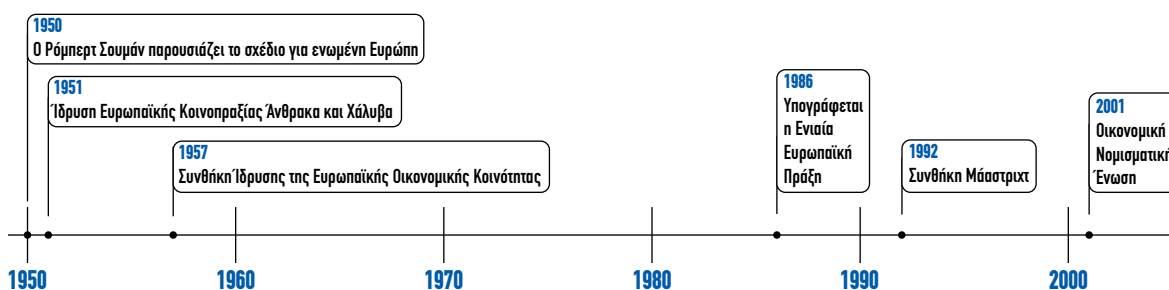 1950
Ο Ρόμπερτ Σουμάν παρουσιάζει το σχέδιο για ενωμένη Ευρώπη
1951
Ίδρυση Ευρωπαϊκής Κοινοπραξίας Άνθρακα και Χάλυβα
1957
Συνθήκη Ίδρυσης της Ευρωπαϊκής Οικονομικής Κοινότητας
1986
Υπογράφεται
η Ενιαία
Ευρωπαϊκή
Πράξη
1992
Συνθήκη Μάαστριχτ
2001
Οικονομική
Νομισματική
Ένωση
1950
1960
1970
1980
1990
2000